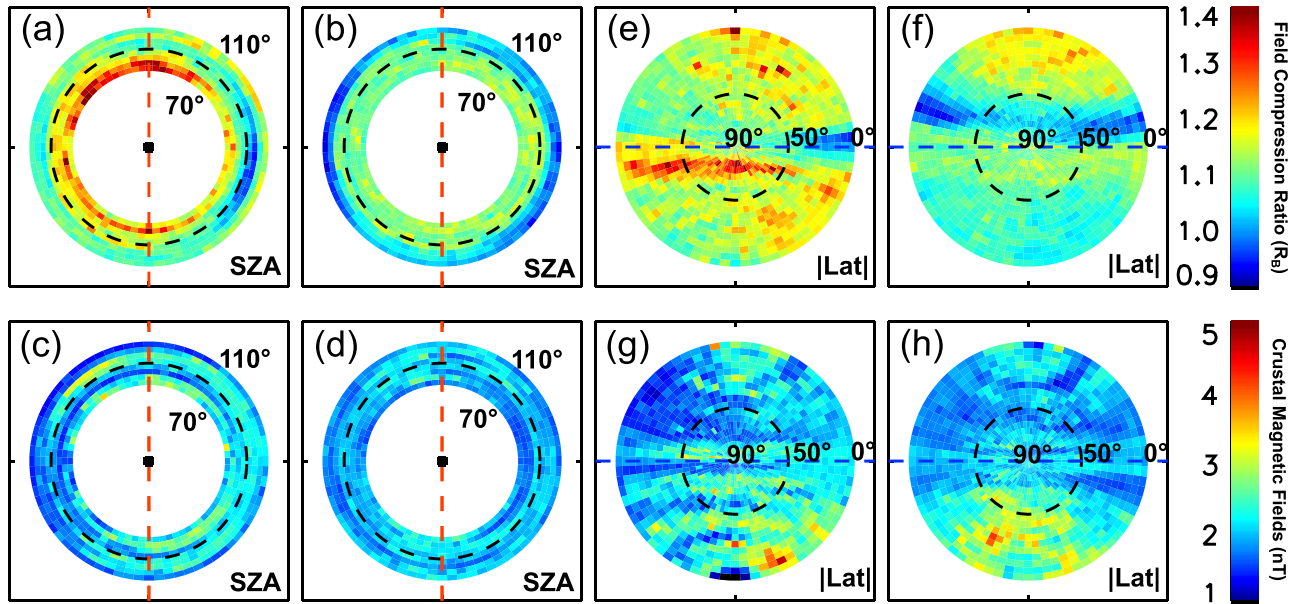 (a)
110°
70°
SZA
(b)
110°
70°
SZA
(e)
90°
50°
0°
|Lat|
(f)
90°
50°
0°
|Lat|
1.4
1.3
1.2
1.1
1.0
0.9
Field Compression Ratio (R_B)
(c)
110°
70°
SZA
(d)
110°
70°
SZA
(g)
90°
50°
0°
|Lat|
(h)
90°
50°
0°
|Lat|
5
4
3
2
1
Crustal Magnetic Fields (nT)